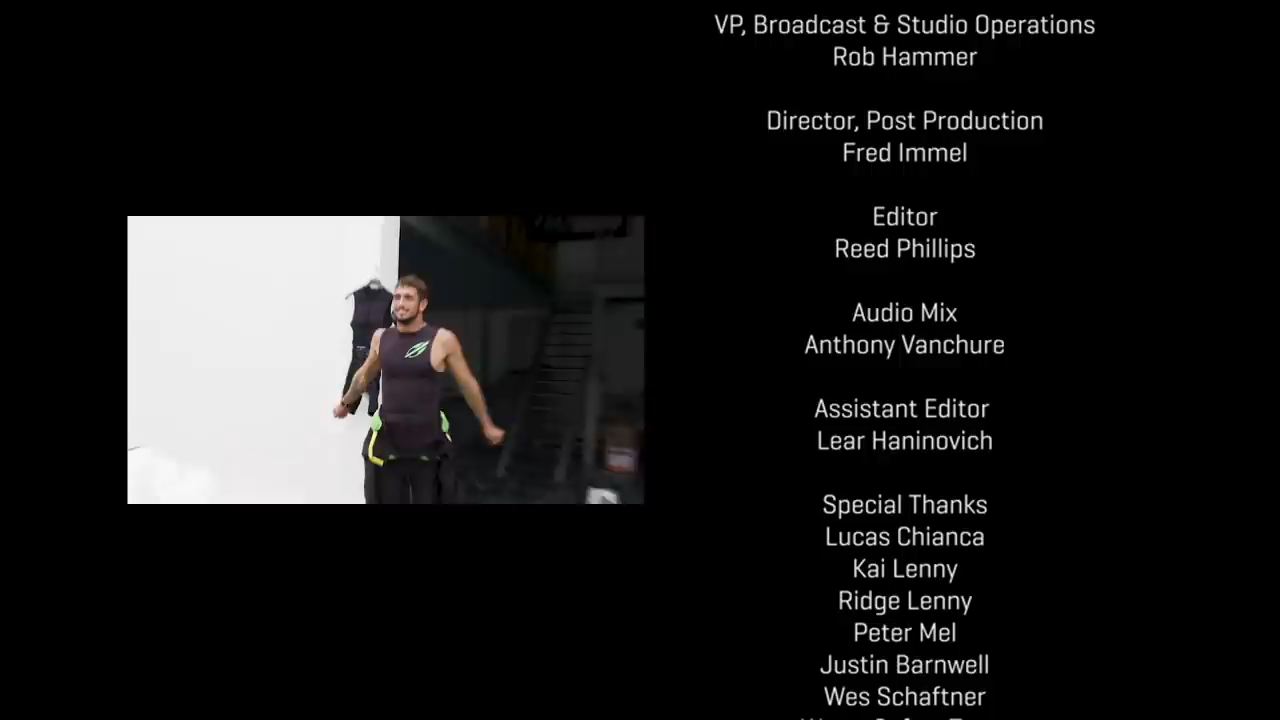 VP, Broadcast & Studio Operations
Rob Hammer
Director, Post Production
Fred Immel
Editor
Reed Phillips
Audio Mix
Anthony Vanchure
Assistant Editor
Lear Haninovich
Special Thanks
Lucas Chianca
Kai Lenny
Ridge Lenny
Peter Mel
Justin Barnwell
Wes Schaftner